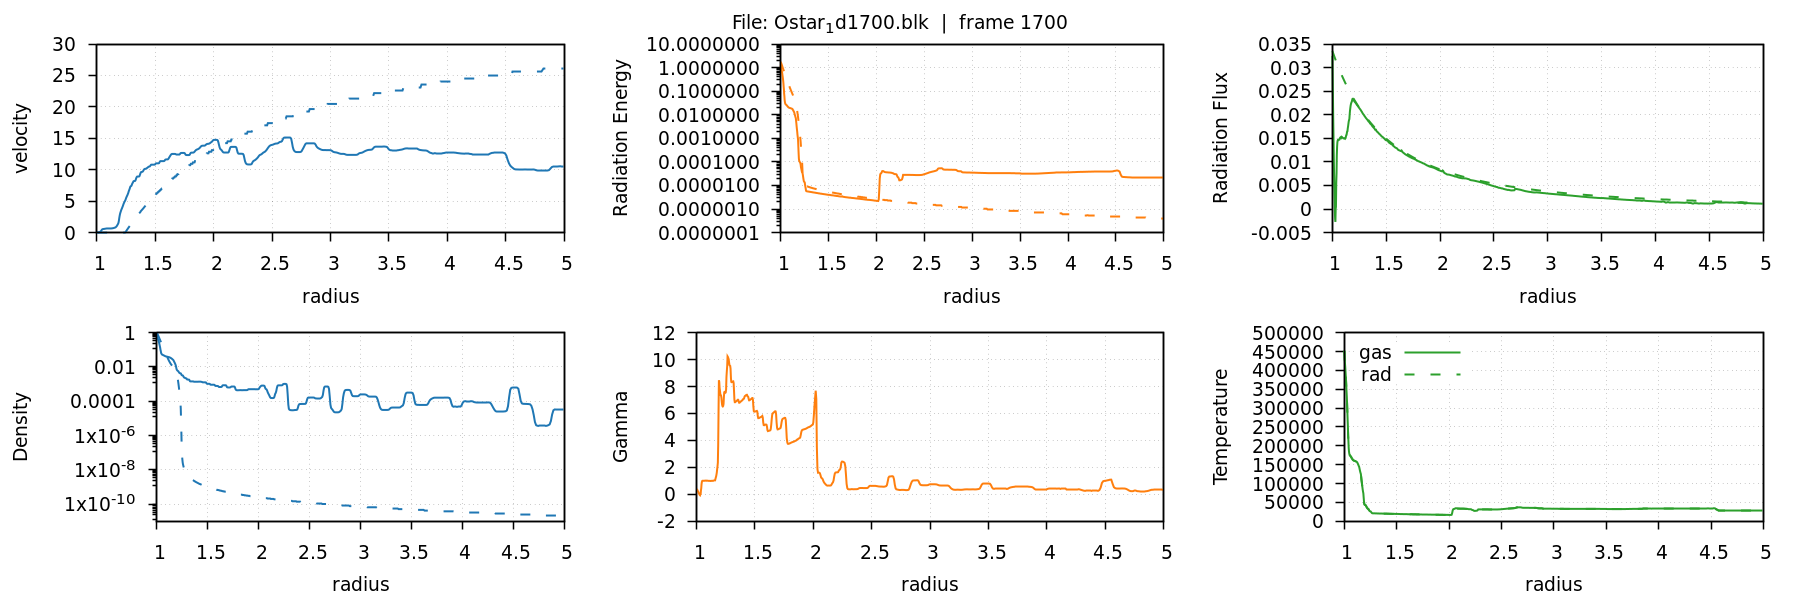 File: Ostar₁d1700.blk | frame 1700
30
25
20
15
10
5
0
velocity
1 1.5 2 2.5 3 3.5 4 4.5 5
radius
10.0000000
1.0000000
0.1000000
0.0100000
0.0010000
0.0001000
0.0000100
0.0000010
0.0000001
Radiation Energy
1 1.5 2 2.5 3 3.5 4 4.5 5
radius
0.035
0.03
0.025
0.02
0.015
0.01
0.005
0
-0.005
Radiation Flux
1 1.5 2 2.5 3 3.5 4 4.5 5
radius
1
0.01
0.0001
1x10⁻⁶
1x10⁻⁸
1x10⁻¹⁰
Density
1 1.5 2 2.5 3 3.5 4 4.5 5
radius
12
10
8
6
4
2
0
-2
Gamma
1 1.5 2 2.5 3 3.5 4 4.5 5
radius
500000
450000
400000
350000
300000
250000
200000
150000
100000
50000
0
Temperature
gas
rad
1 1.5 2 2.5 3 3.5 4 4.5 5
radius